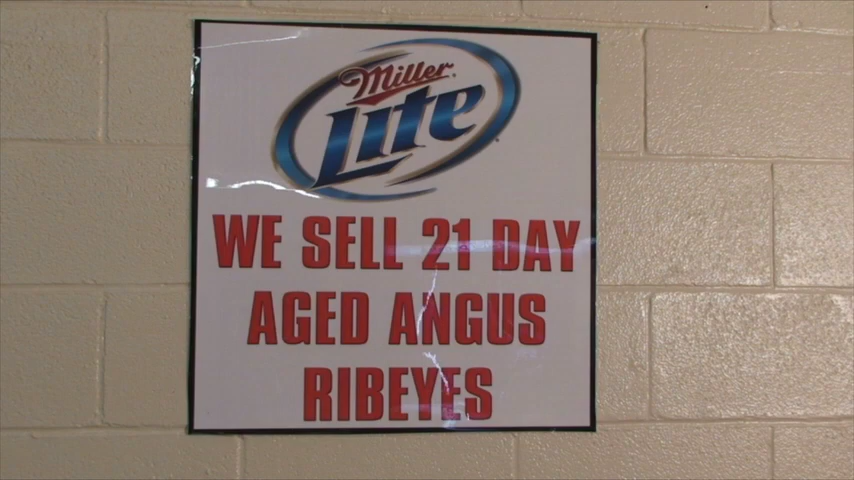 Miller
Lite
WE SELL 21 DAY
AGED ANGUS
RIBEYES